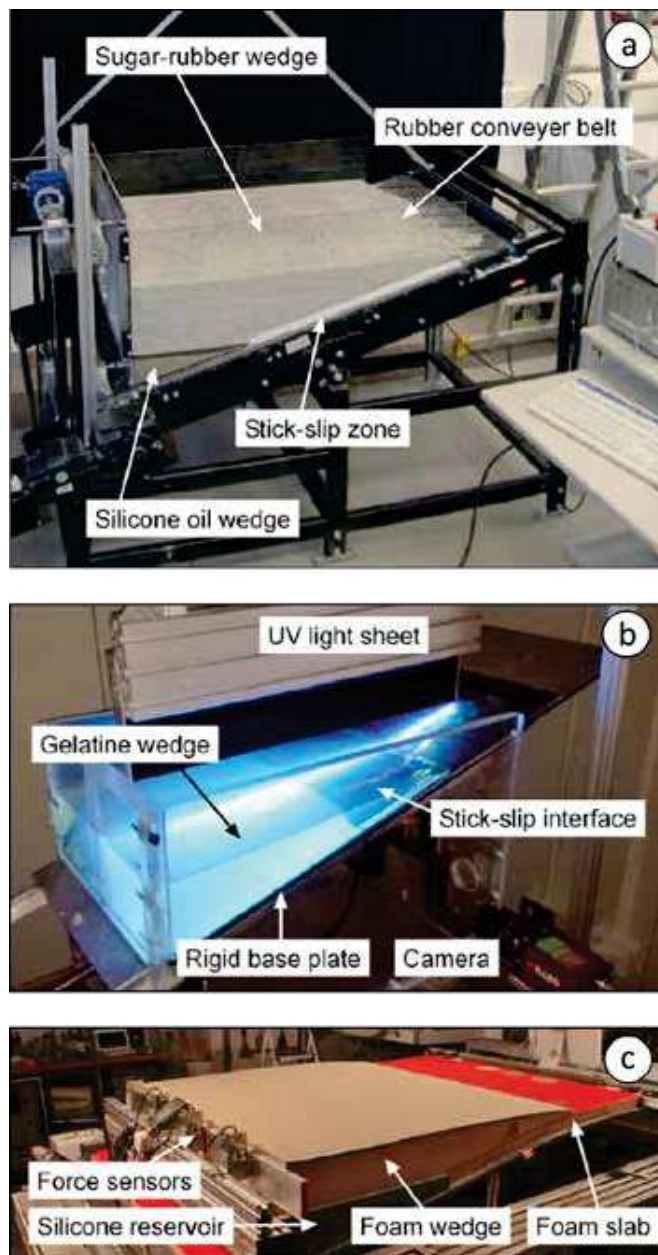 a
Sugar-rubber wedge
Rubber conveyer belt
Stick-slip zone
Silicone oil wedge
b
UV light sheet
Gelatine wedge
Stick-slip interface
Rigid base plate
Camera
c
Force sensors
Silicone reservoir
Foam wedge
Foam slab